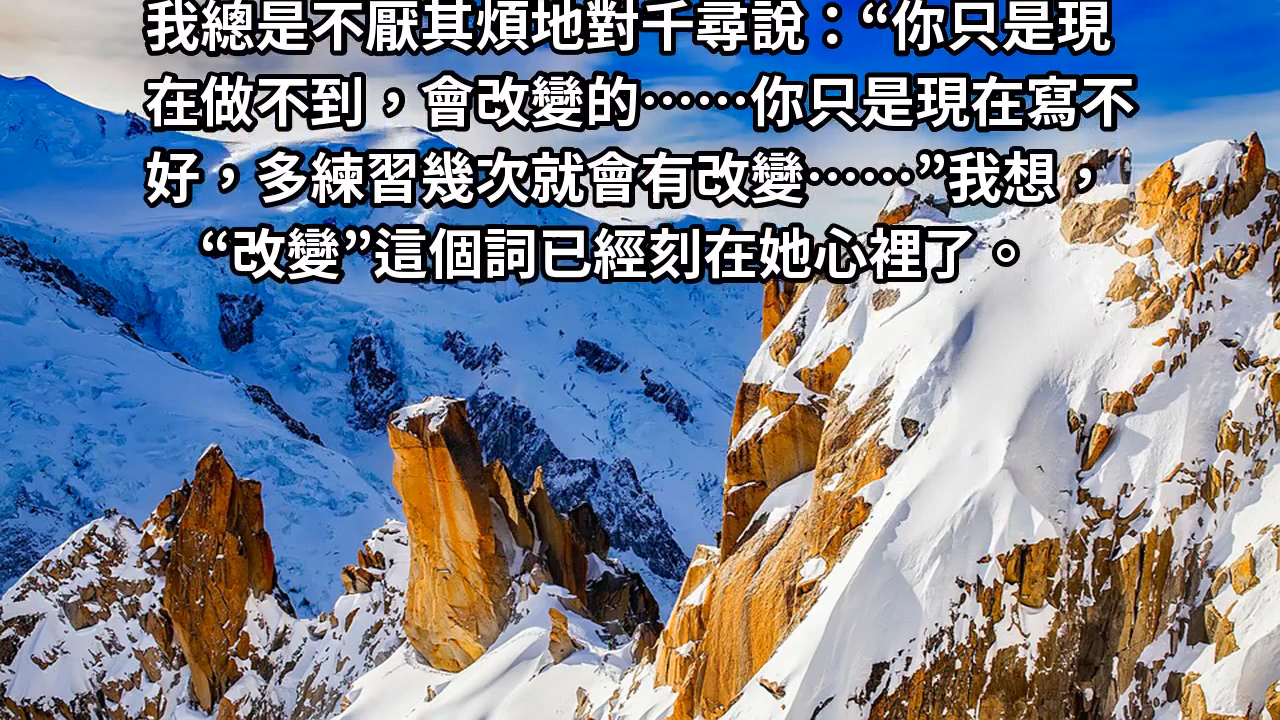 我總是不厭其煩地對千尋說：“你只是現
在做不到，會改變的……你只是現在寫不
好，多練習幾次就會有改變……”我想，
“改變”這個詞已經刻在她心裡了。